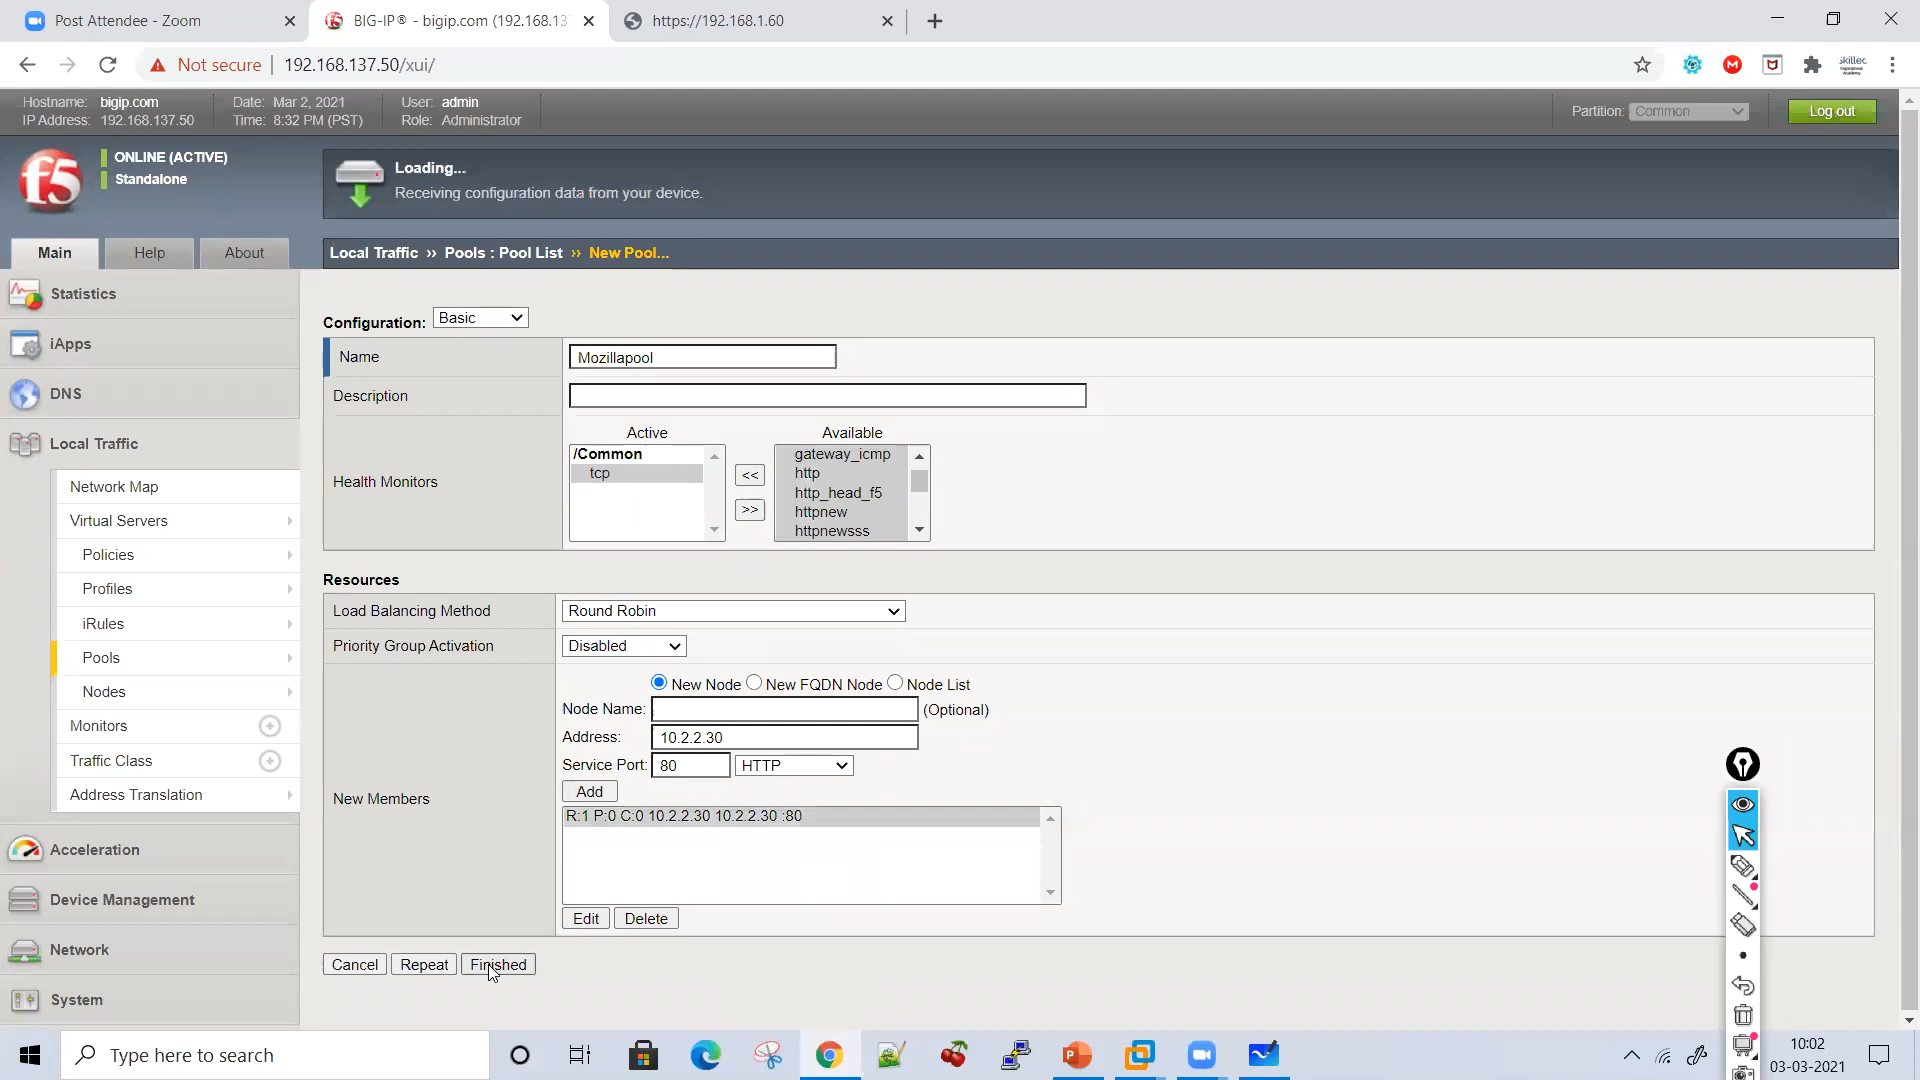 Post Attendee - Zoom
BIG-IP® - bigip.com (192.168.13
https://192.168.1.60
Not secure
192.168.137.50/xui/
Hostname: bigip.com
IP Address: 192.168.137.50
Date: Mar 2, 2021
Time: 8:32 PM (PST)
User: admin
Role: Administrator
Partition: Common
Log out
f5
ONLINE (ACTIVE)
Standalone
Loading...
Receiving configuration data from your device.
Main
Help
About
Local Traffic ›› Pools : Pool List ›› New Pool...
Statistics
iApps
DNS
Local Traffic
Network Map
Virtual Servers
Policies
Profiles
iRules
Pools
Nodes
Monitors
Traffic Class
Address Translation
Acceleration
Device Management
Network
System
Configuration: Basic
Name
Mozillapool
Description
Health Monitors
Active
/Common
tcp
<<
>>
Available
gateway_icmp
http
http_head_f5
httpnew
httpnewsss
Resources
Load Balancing Method
Round Robin
Priority Group Activation
Disabled
New Members
New Node New FQDN Node Node List
Node Name: (Optional)
Address: 10.2.2.30
Service Port: 80 HTTP
Add
R:1 P:0 C:0 10.2.2.30 10.2.2.30 :80
Edit Delete
Cancel Repeat Finished
Type here to search
10:02
03-03-2021